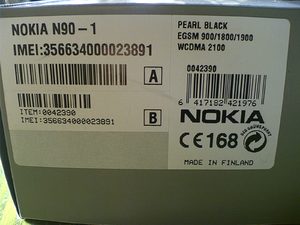 NOKIA N90-1
IMEI:356634000023891
A
ITEM:0042390
IMEI:356634000023891
B
PEARL BLACK
EGSM 900/1800/1900
WCDMA 2100
0042390
6 417182 421976
NOKIA
CE168
MADE IN FINLAND